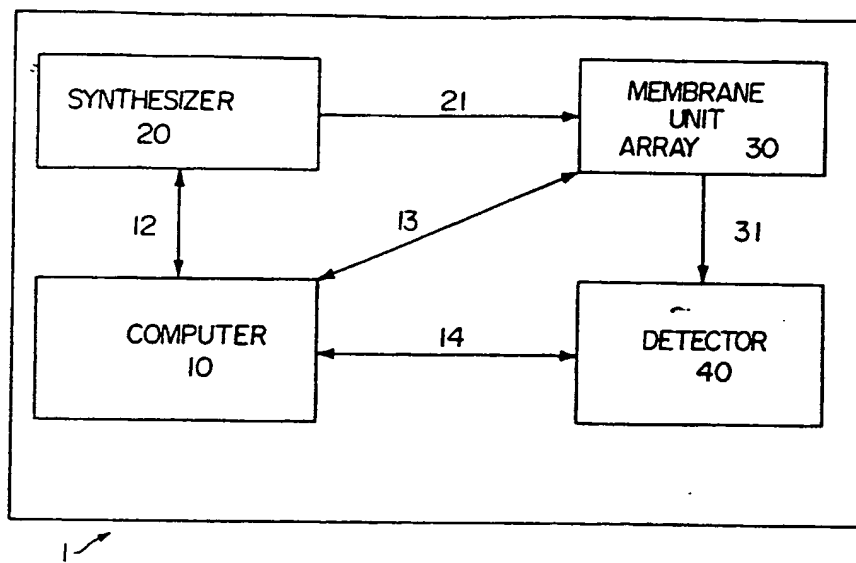 SYNTHESIZER
20
21
MEMBRANE
UNIT
ARRAY 30
12
13
31
COMPUTER
10
14
DETECTOR
40
1